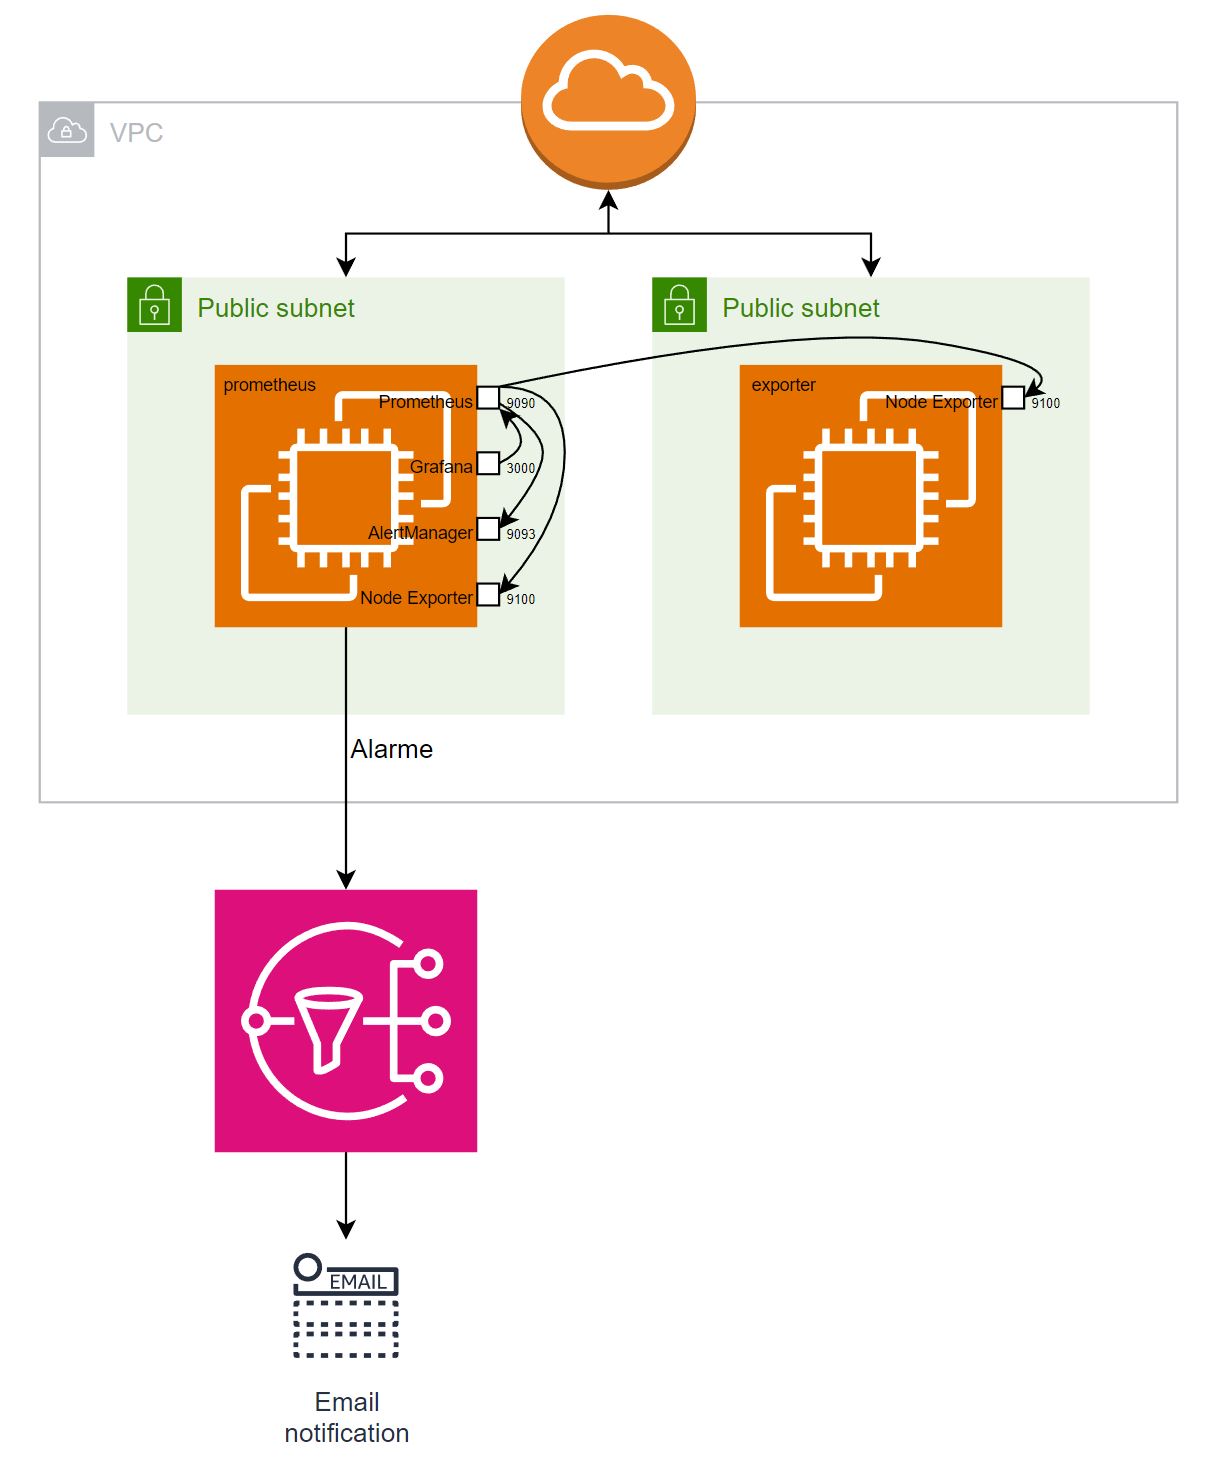 VPC
Public subnet
Public subnet
prometheus
Prometheus
9090
Grafana
3000
AlertManager
9093
Node Exporter
9100
exporter
Node Exporter
9100
Alarme
EMAIL
Email
notification